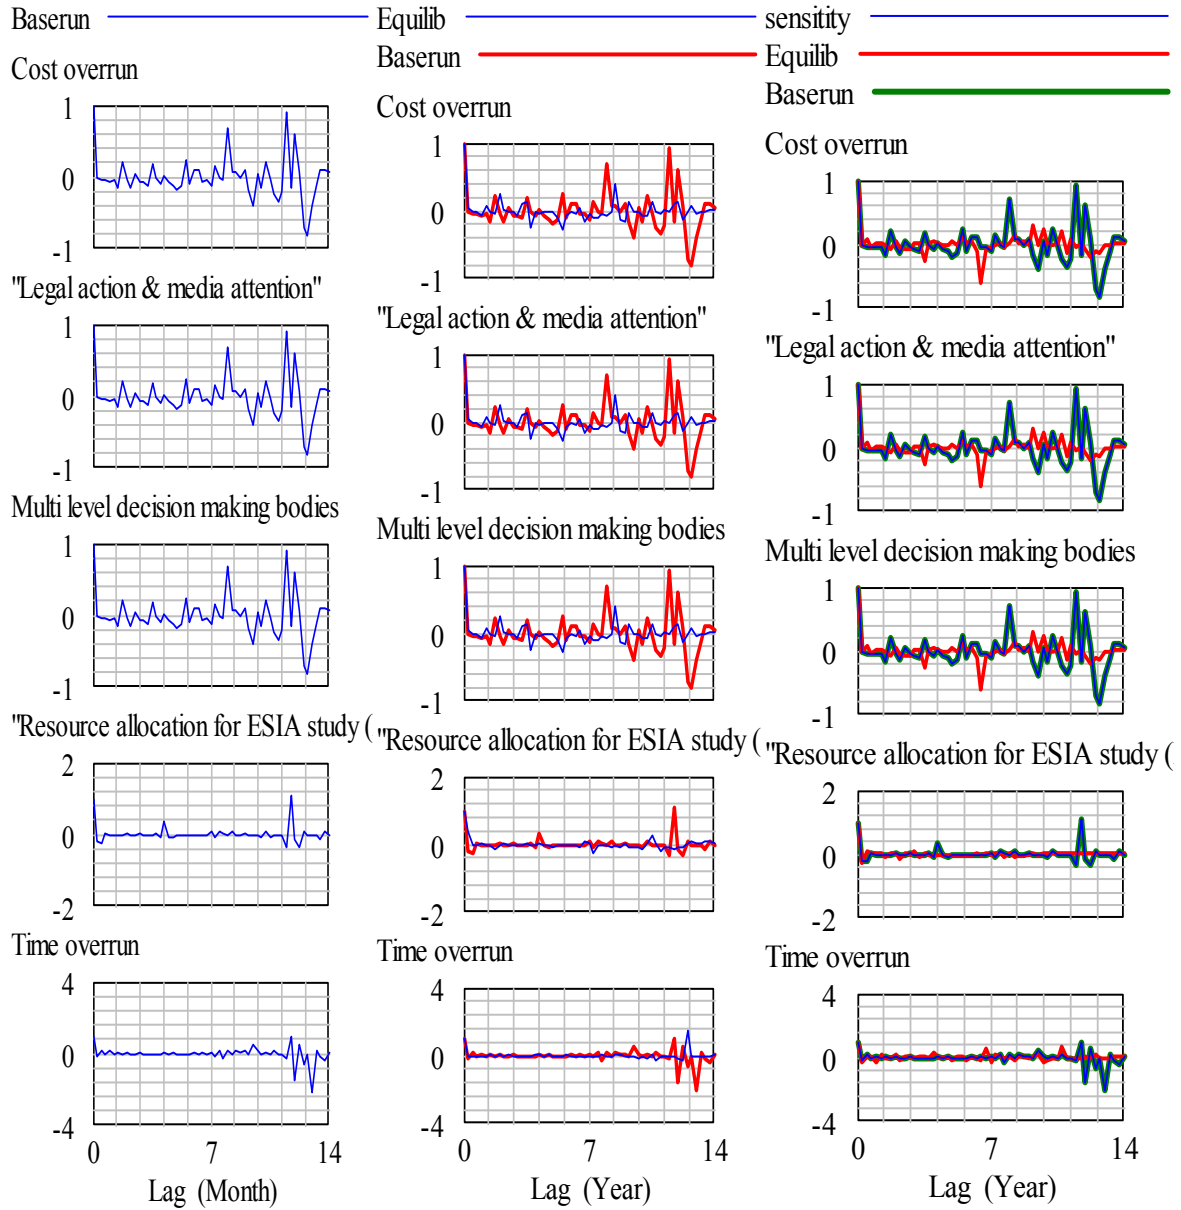 Baserun
Cost overrun
1
0
-1
"Legal action & media attention"
1
0
-1
Multi level decision making bodies
1
0
-1
"Resource allocation for ESIA study (
2
0
-2
Time overrun
4
0
-4
0 7 14
Lag (Month)
Equilib
Baserun
Cost overrun
1
0
-1
"Legal action & media attention"
1
0
-1
Multi level decision making bodies
1
0
-1
"Resource allocation for ESIA study (
2
0
-2
Time overrun
4
0
-4
0 7 14
Lag (Year)
sensitity
Equilib
Baserun
Cost overrun
1
0
-1
"Legal action & media attention"
1
0
-1
Multi level decision making bodies
1
0
-1
"Resource allocation for ESIA study (
2
0
-2
Time overrun
4
0
-4
0 7 14
Lag (Year)